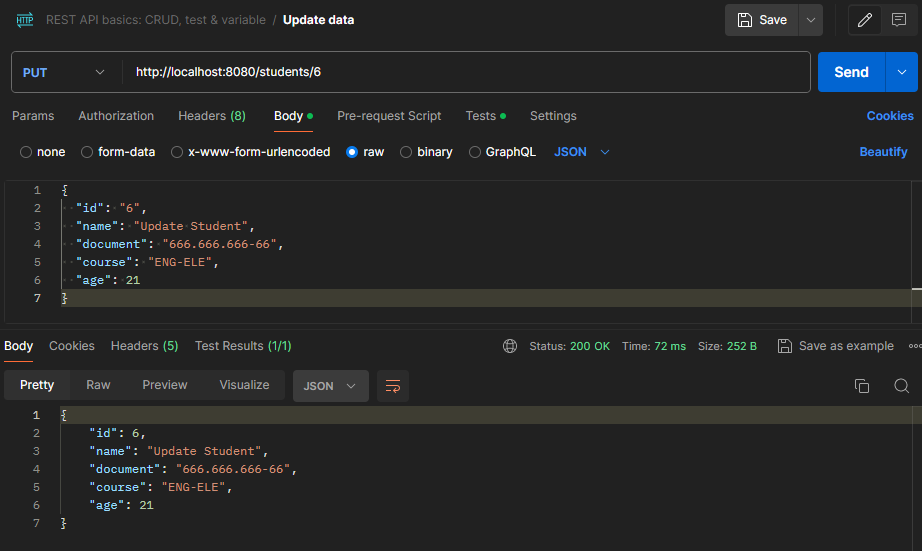 HTTP REST API basics: CRUD, test & variable / Update data Save
PUT http://localhost:8080/students/6 Send
Params Authorization Headers (8) Body Pre-request Script Tests Settings Cookies
none form-data x-www-form-urlencoded raw binary GraphQL JSON Beautify
1 {
2 "id": "6",
3 "name": "Update Student",
4 "document": "666.666.666-66",
5 "course": "ENG-ELE",
6 "age": 21
7 }
Body Cookies Headers (5) Test Results (1/1) Status: 200 OK Time: 72 ms Size: 252 B Save as example
Pretty Raw Preview Visualize JSON
1 {
2 "id": 6,
3 "name": "Update Student",
4 "document": "666.666.666-66",
5 "course": "ENG-ELE",
6 "age": 21
7 }